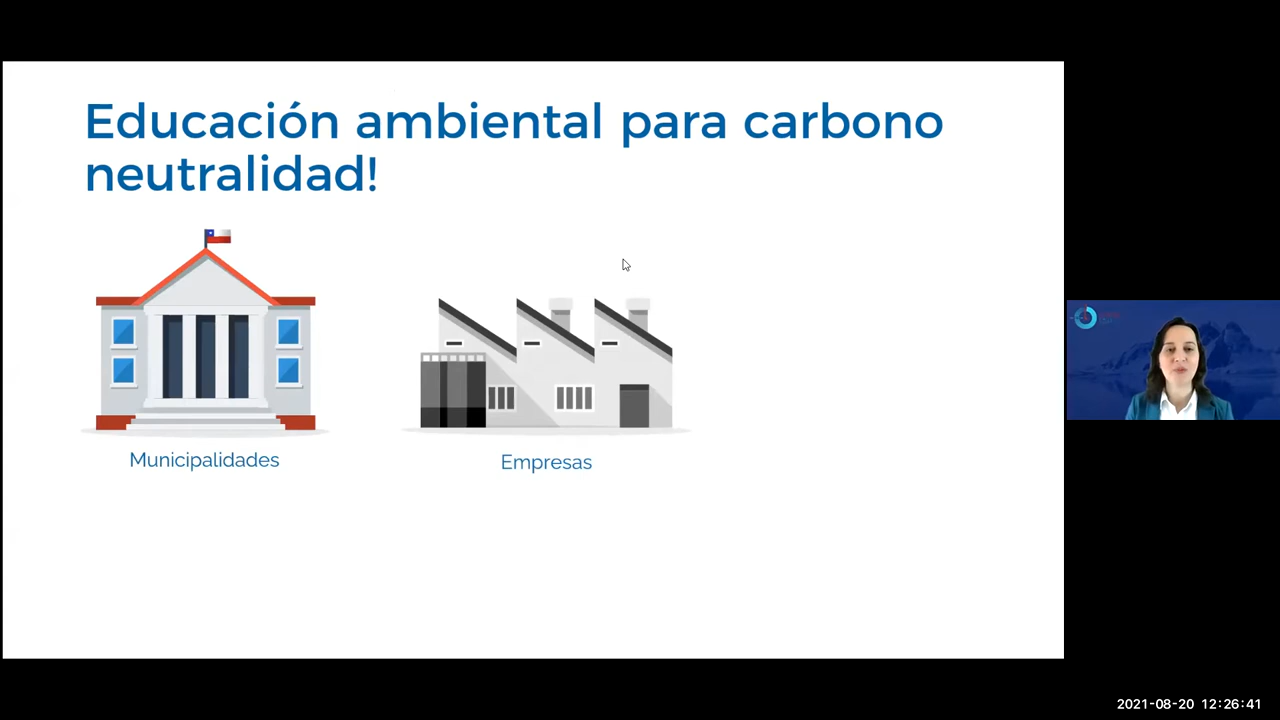 Educación ambiental para carbono
neutralidad!
Municipalidades
Empresas
2021-08-20 12:26:41